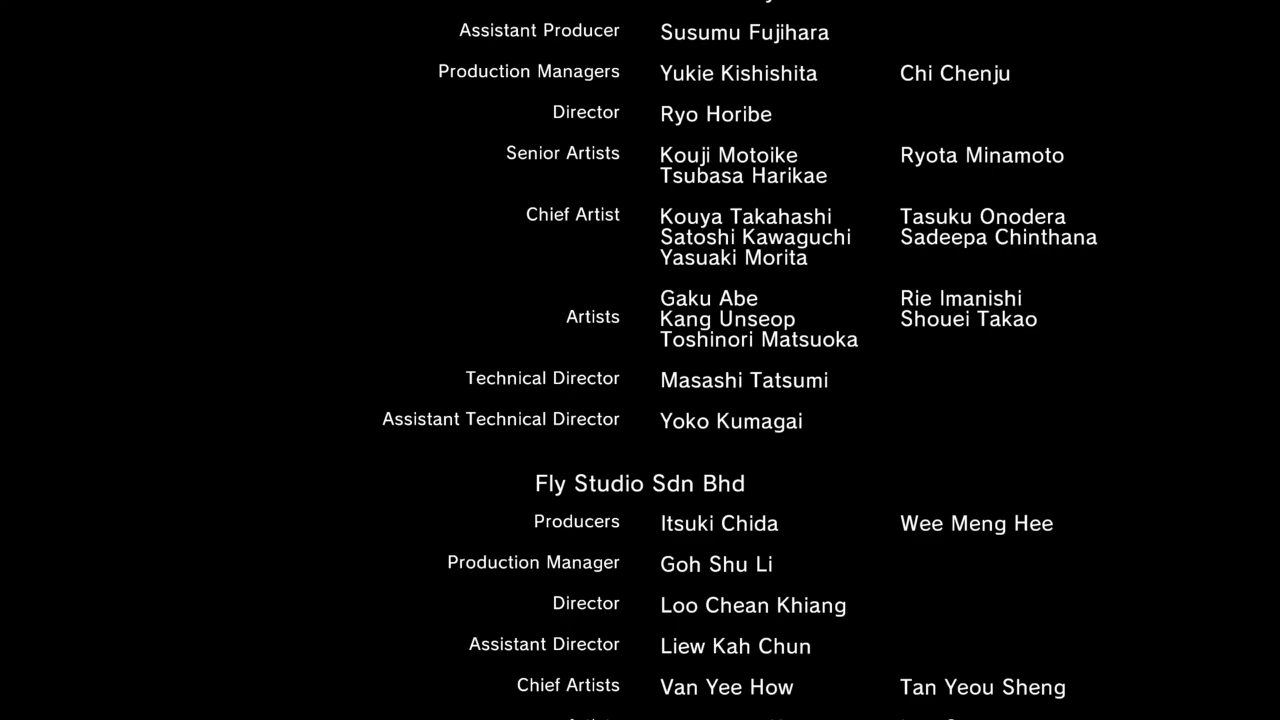 Assistant Producer Susumu Fujihara
Production Managers Yukie Kishishita Chi Chenju
Director Ryo Horibe
Senior Artists Kouji Motoike Ryota Minamoto
Tsubasa Harikae
Chief Artist Kouya Takahashi Tasuku Onodera
Satoshi Kawaguchi Sadeepa Chinthana
Yasuaki Morita
Gaku Abe Rie Imanishi
Artists Kang Unseop Shouei Takao
Toshinori Matsuoka
Technical Director Masashi Tatsumi
Assistant Technical Director Yoko Kumagai
Fly Studio Sdn Bhd
Producers Itsuki Chida Wee Meng Hee
Production Manager Goh Shu Li
Director Loo Chean Khiang
Assistant Director Liew Kah Chun
Chief Artists Van Yee How Tan Yeou Sheng